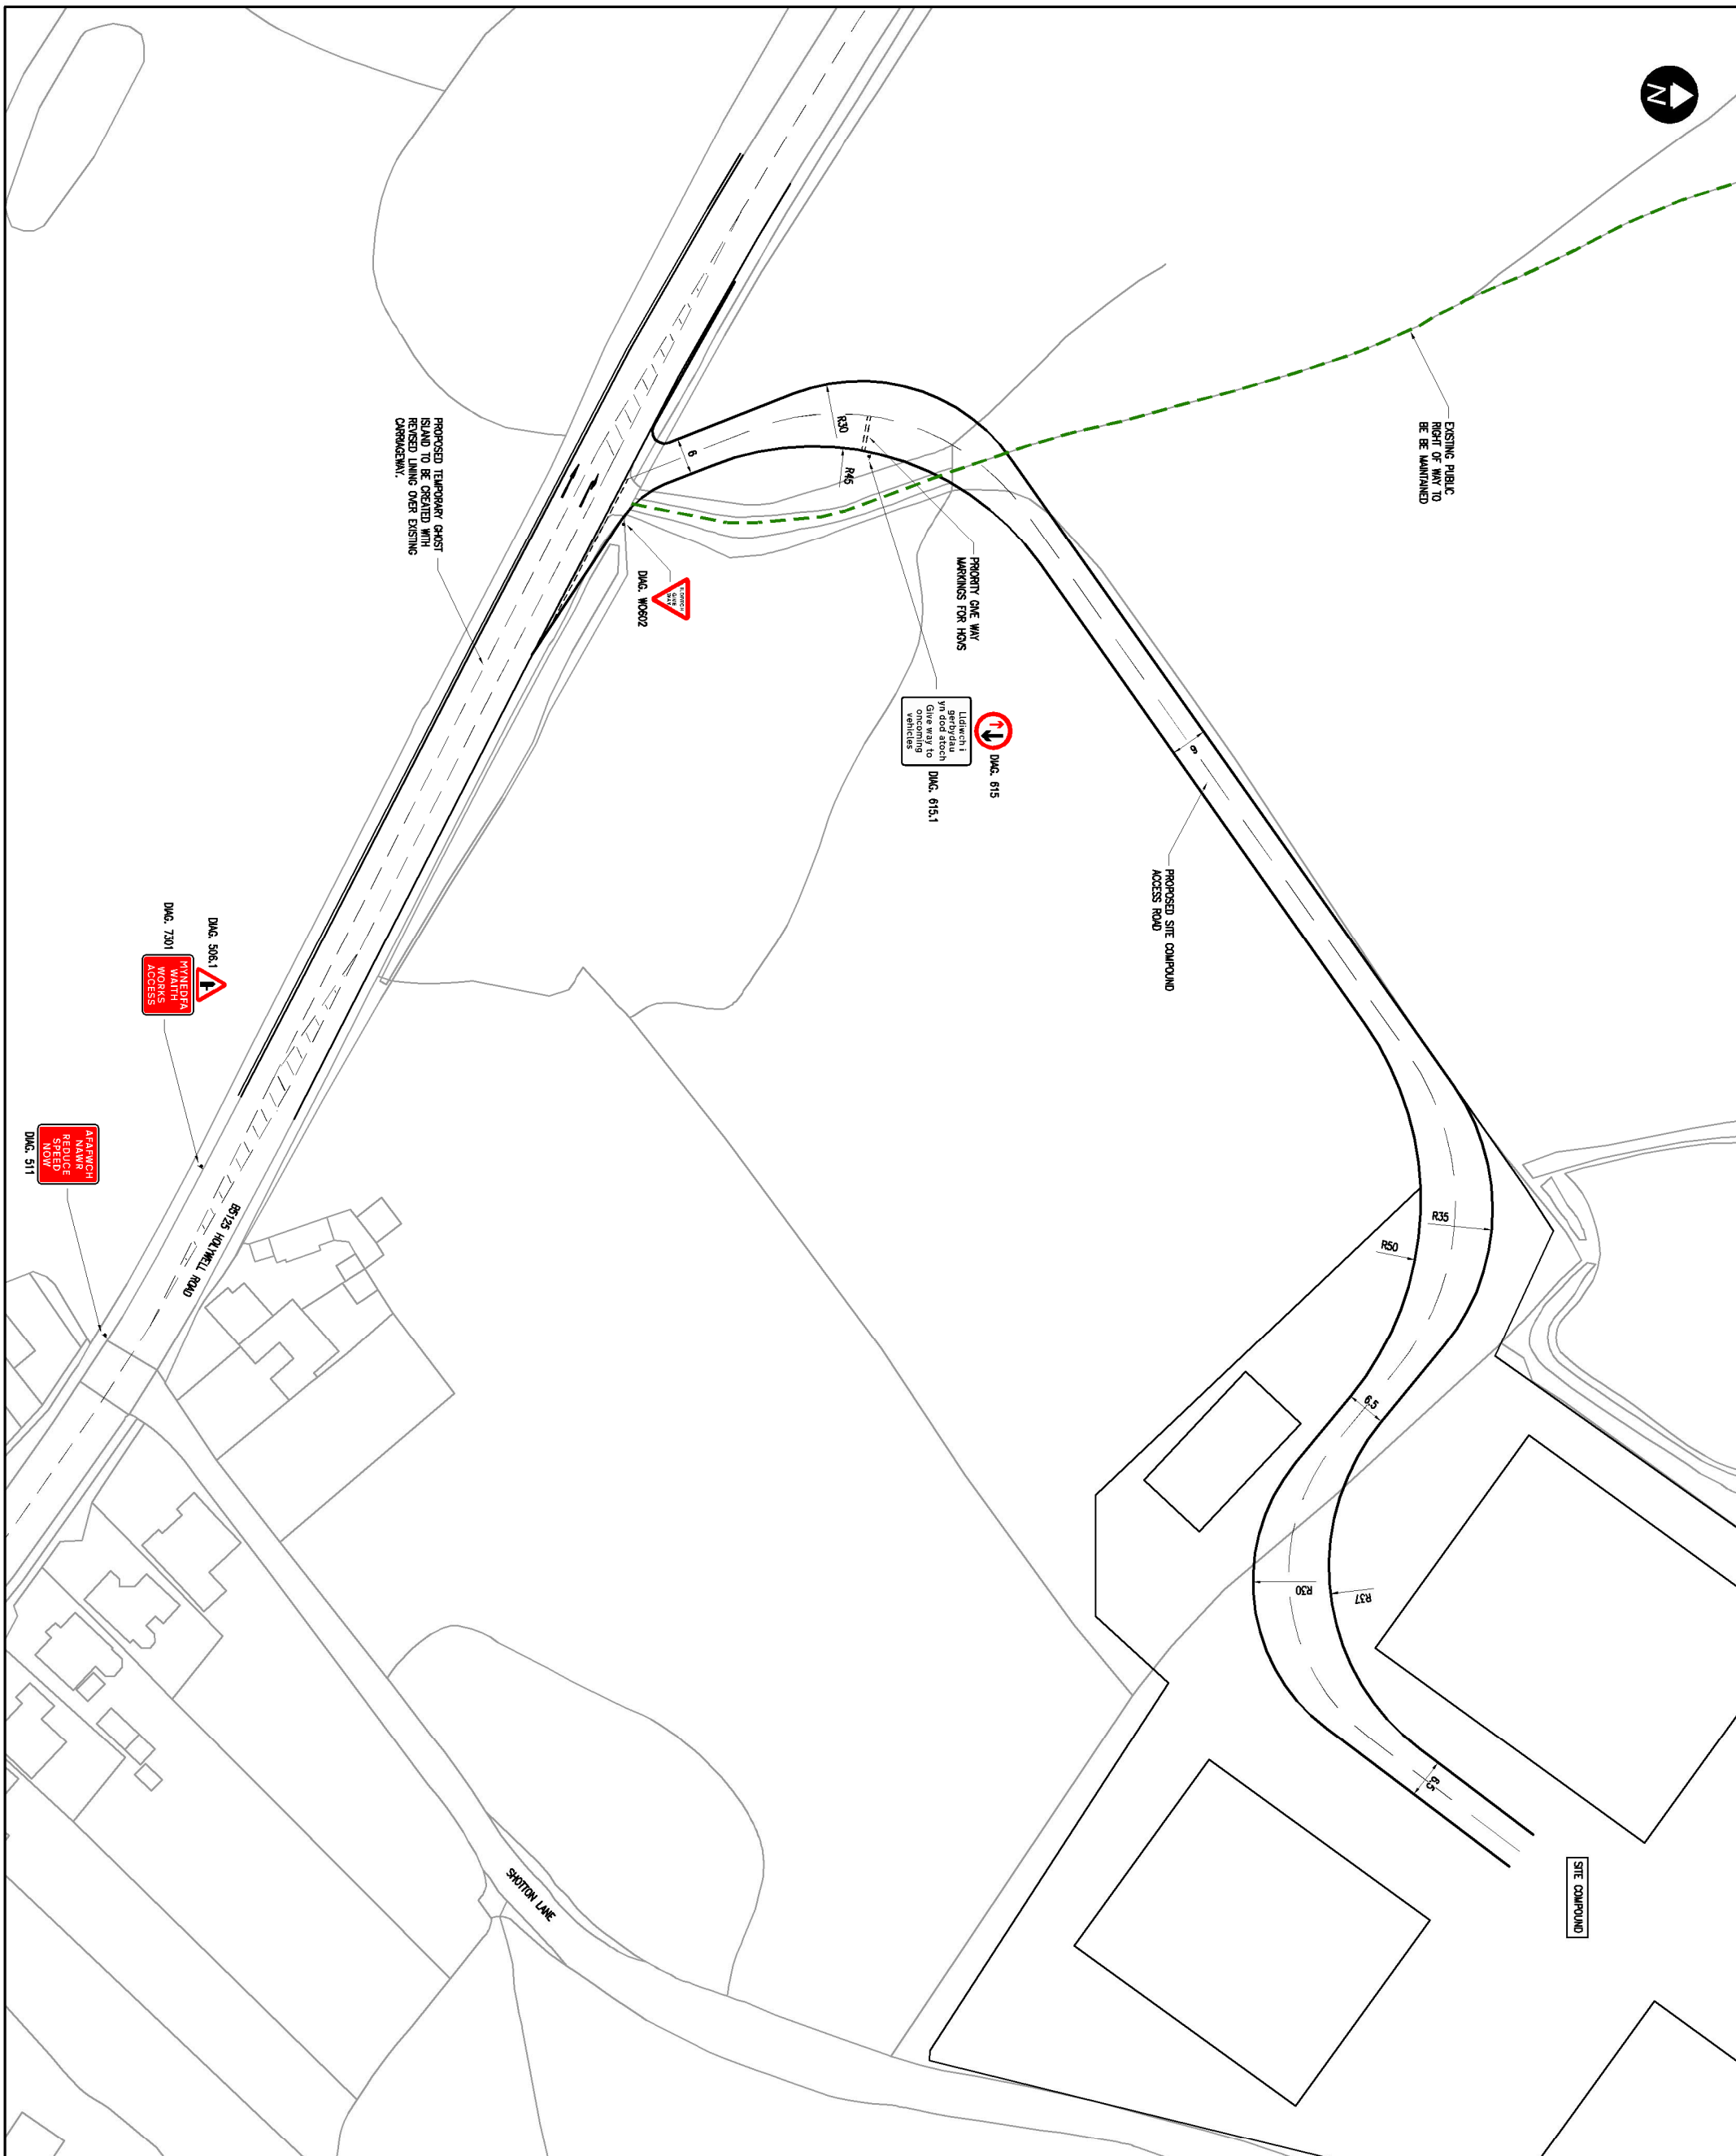 N
EXISTING PUBLIC
RIGHT OF WAY TO
BE BE MAINTAINED
R30
R45
6
PRIORITY GIVE WAY
MARKINGS FOR HGVS
ILDIWCH
GIVE
WAY
DIAG. WO602
PROPOSED TEMPORARY GHOST
ISLAND TO BE CREATED WITH
REVISED LINING OVER EXISTING
CARRIAGEWAY.
DIAG. 615
Lldiwch i
gerbydau
yn dod atoch
Give way to
oncoming
vehicles
DIAG. 615.1
6
PROPOSED SITE COMPOUND
ACCESS ROAD
DIAG. 506.1
DIAG. 7301
MYNEDFA
WAITH
WORKS
ACCESS
AFAFWCH
NAWR
REDUCE
SPEED
NOW
DIAG. 511
B5125 HOLYWELL ROAD
R35
R50
6.5
R30
R37
6.5
SITE COMPOUND
SHOTTON LANE